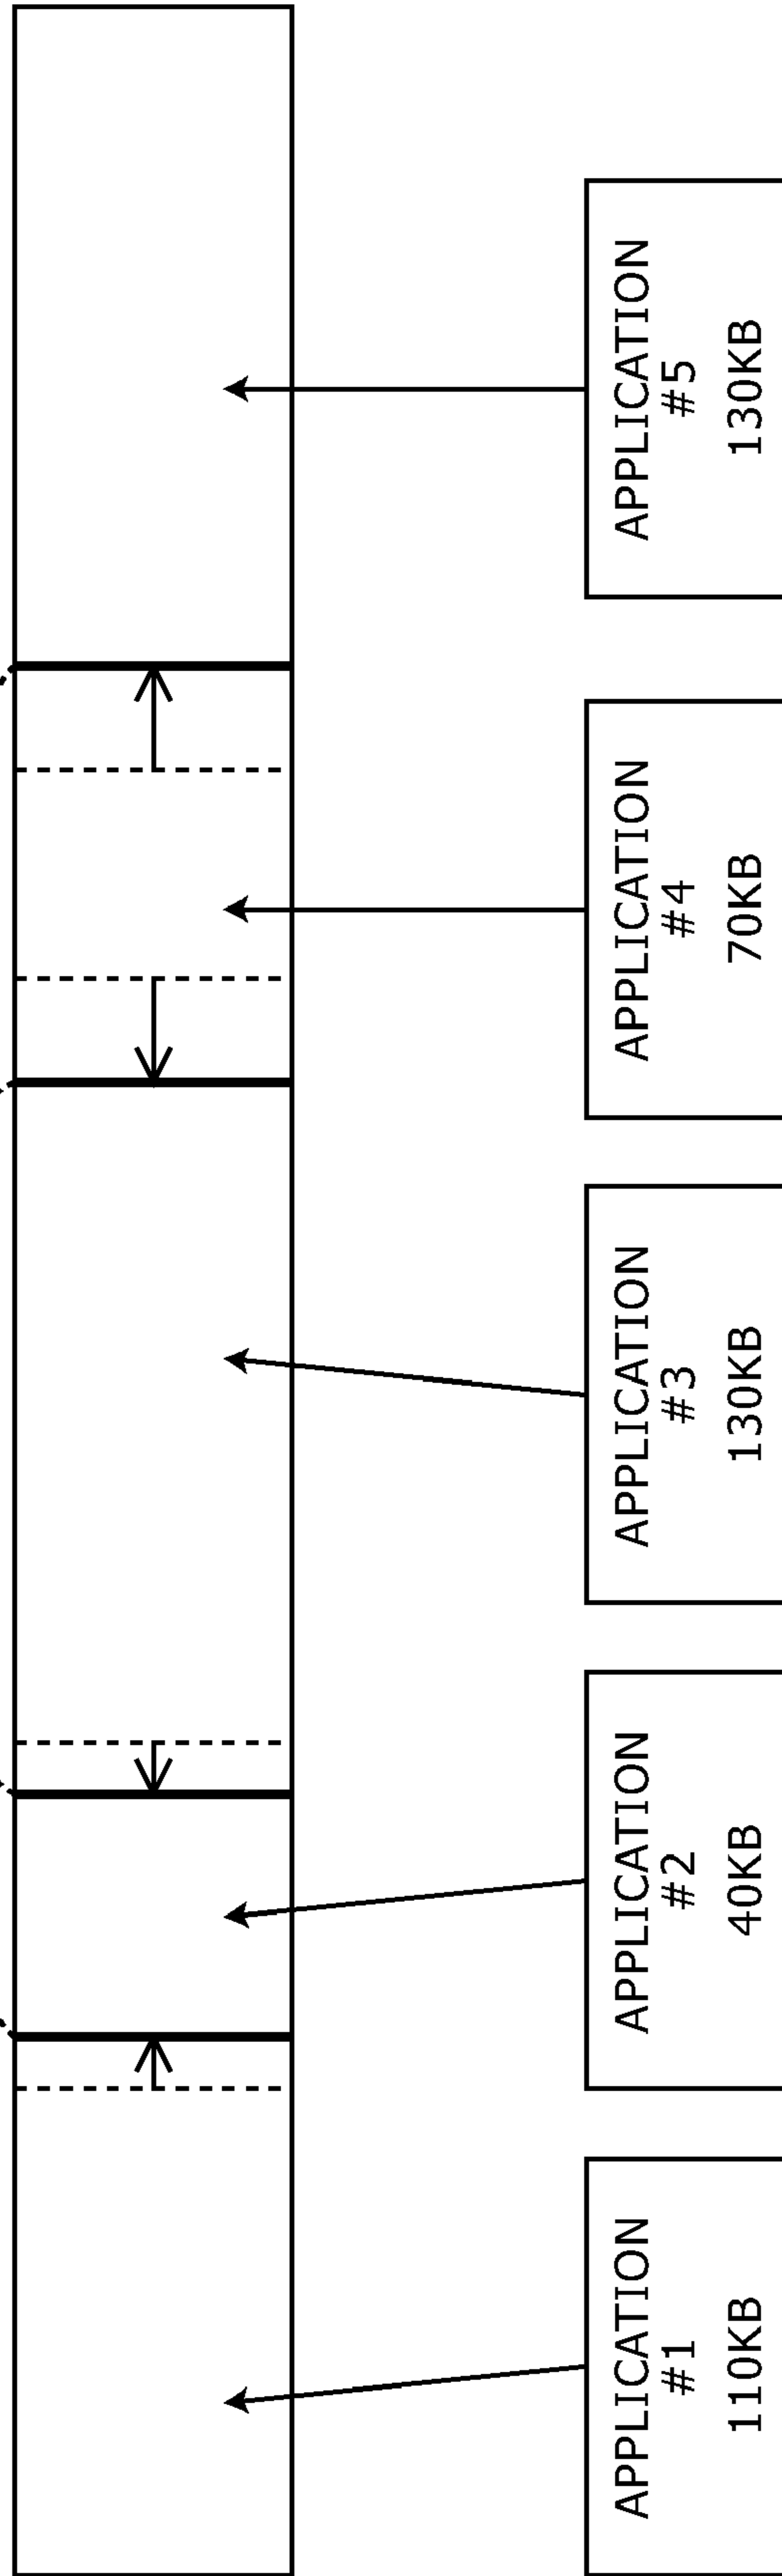 APPLICATION
#1
110KB
APPLICATION
#2
40KB
APPLICATION
#3
130KB
APPLICATION
#4
70KB
APPLICATION
#5
130KB